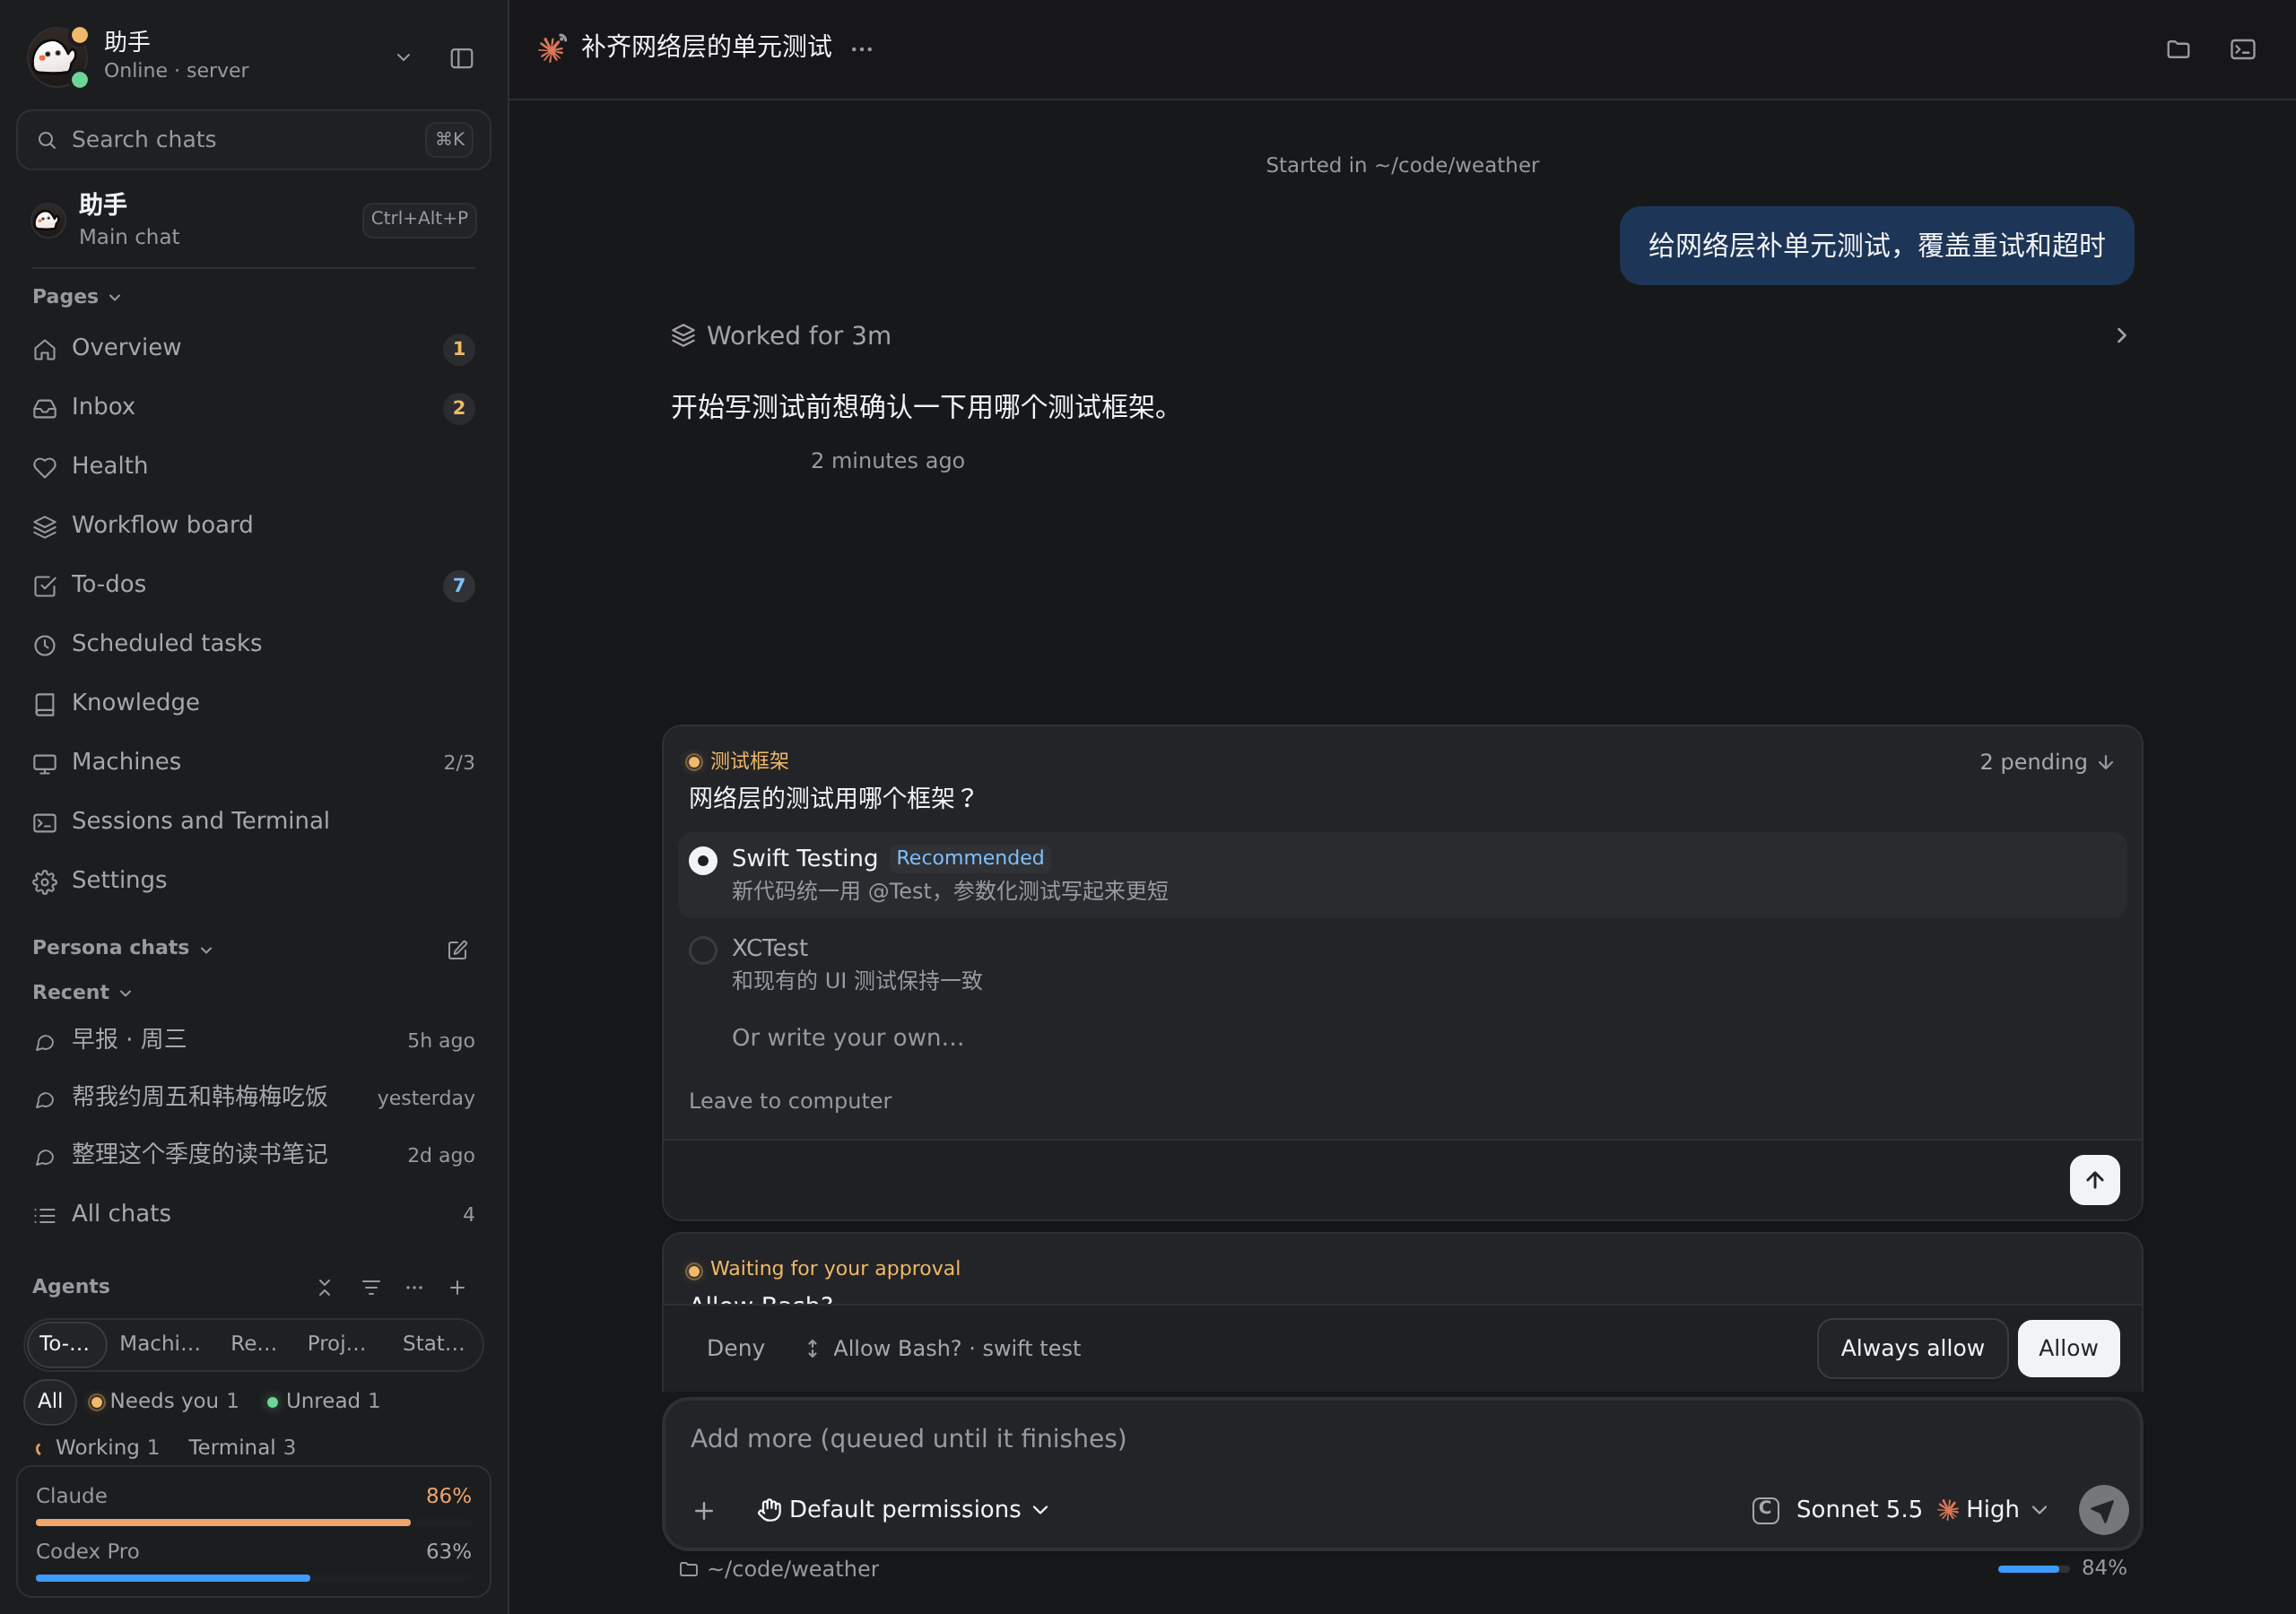 助手
Online · server
Search chats
⌘K
助手
Main chat
Ctrl+Alt+P
Pages
Overview
1
Inbox
2
Health
Workflow board
To-dos
7
Scheduled tasks
Knowledge
Machines
2/3
Sessions and Terminal
Settings
Persona chats
Recent
早报 · 周三
5h ago
帮我约周五和韩梅梅吃饭
yesterday
整理这个季度的读书笔记
2d ago
All chats
4
Agents
To-...
Machi...
Re...
Proj...
Stat...
All
Needs you 1
Unread 1
Working 1
Terminal 3
Claude
86%
Codex Pro
63%
补齐网络层的单元测试
Started in ~/code/weather
给网络层补单元测试，覆盖重试和超时
Worked for 3m
开始写测试前想确认一下用哪个测试框架。
2 minutes ago
测试框架
2 pending
网络层的测试用哪个框架？
Swift Testing
Recommended
新代码统一用 @Test，参数化测试写起来更短
XCTest
和现有的 UI 测试保持一致
Or write your own...
Leave to computer
Waiting for your approval
Allow Bash?
Deny
Allow Bash? · swift test
Always allow
Allow
Add more (queued until it finishes)
Default permissions
C
Sonnet 5.5
High
~/code/weather
84%